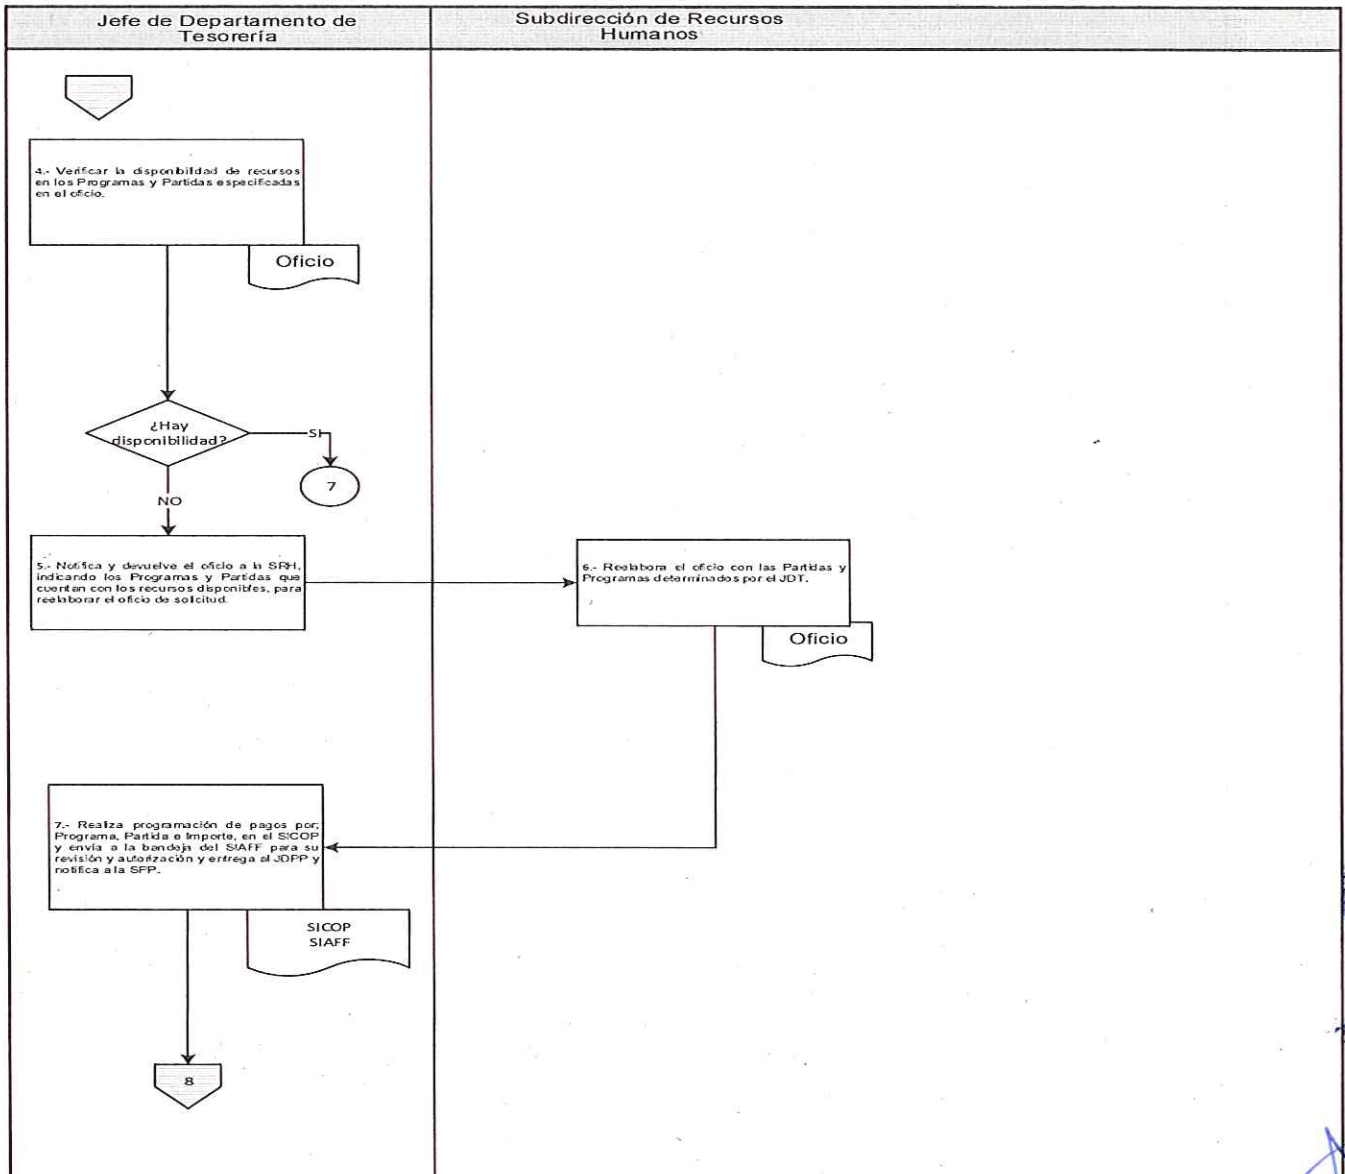 Jefe de Departamento de
Tesorería
Subdirección de Recursos
Humanos
4.- Verificar la disponibilidad de recursos
en los Programas y Partidas especificadas
en el oficio.
Oficio
¿Hay
disponibilidad?
SI
7
NO
5.- Notifica y devuelve el oficio a la SRH,
indicando los Programas y Partidas que
cuentan con los recursos disponibles, para
reelaborar el oficio de solicitud.
6.- Reelabora el oficio con las Partidas y
Programas determinados por el JDT.
Oficio
7.- Realiza programación de pagos por,
Programa, Partida e Importe, en el SICOP
y envía a la bandeja del SIAFF para su
revisión y autorización y entrega al JDPP y
notifica a la SFP.
SICOP
SIAFF
8